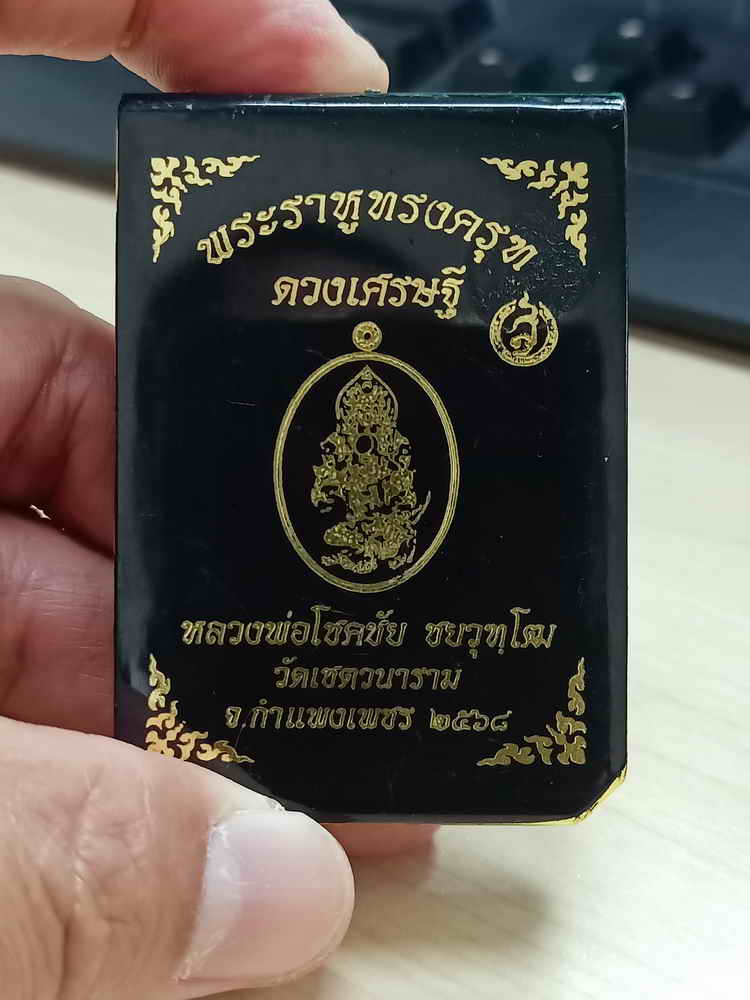 พระราหูทรงครุฑ
ดวงเศรษฐี
หลวงพ่อโชคชัย ชยวุฑฺโฒ
วัดเชตวนาราม
จ.กำแพงเพชร ๒๕๖๘